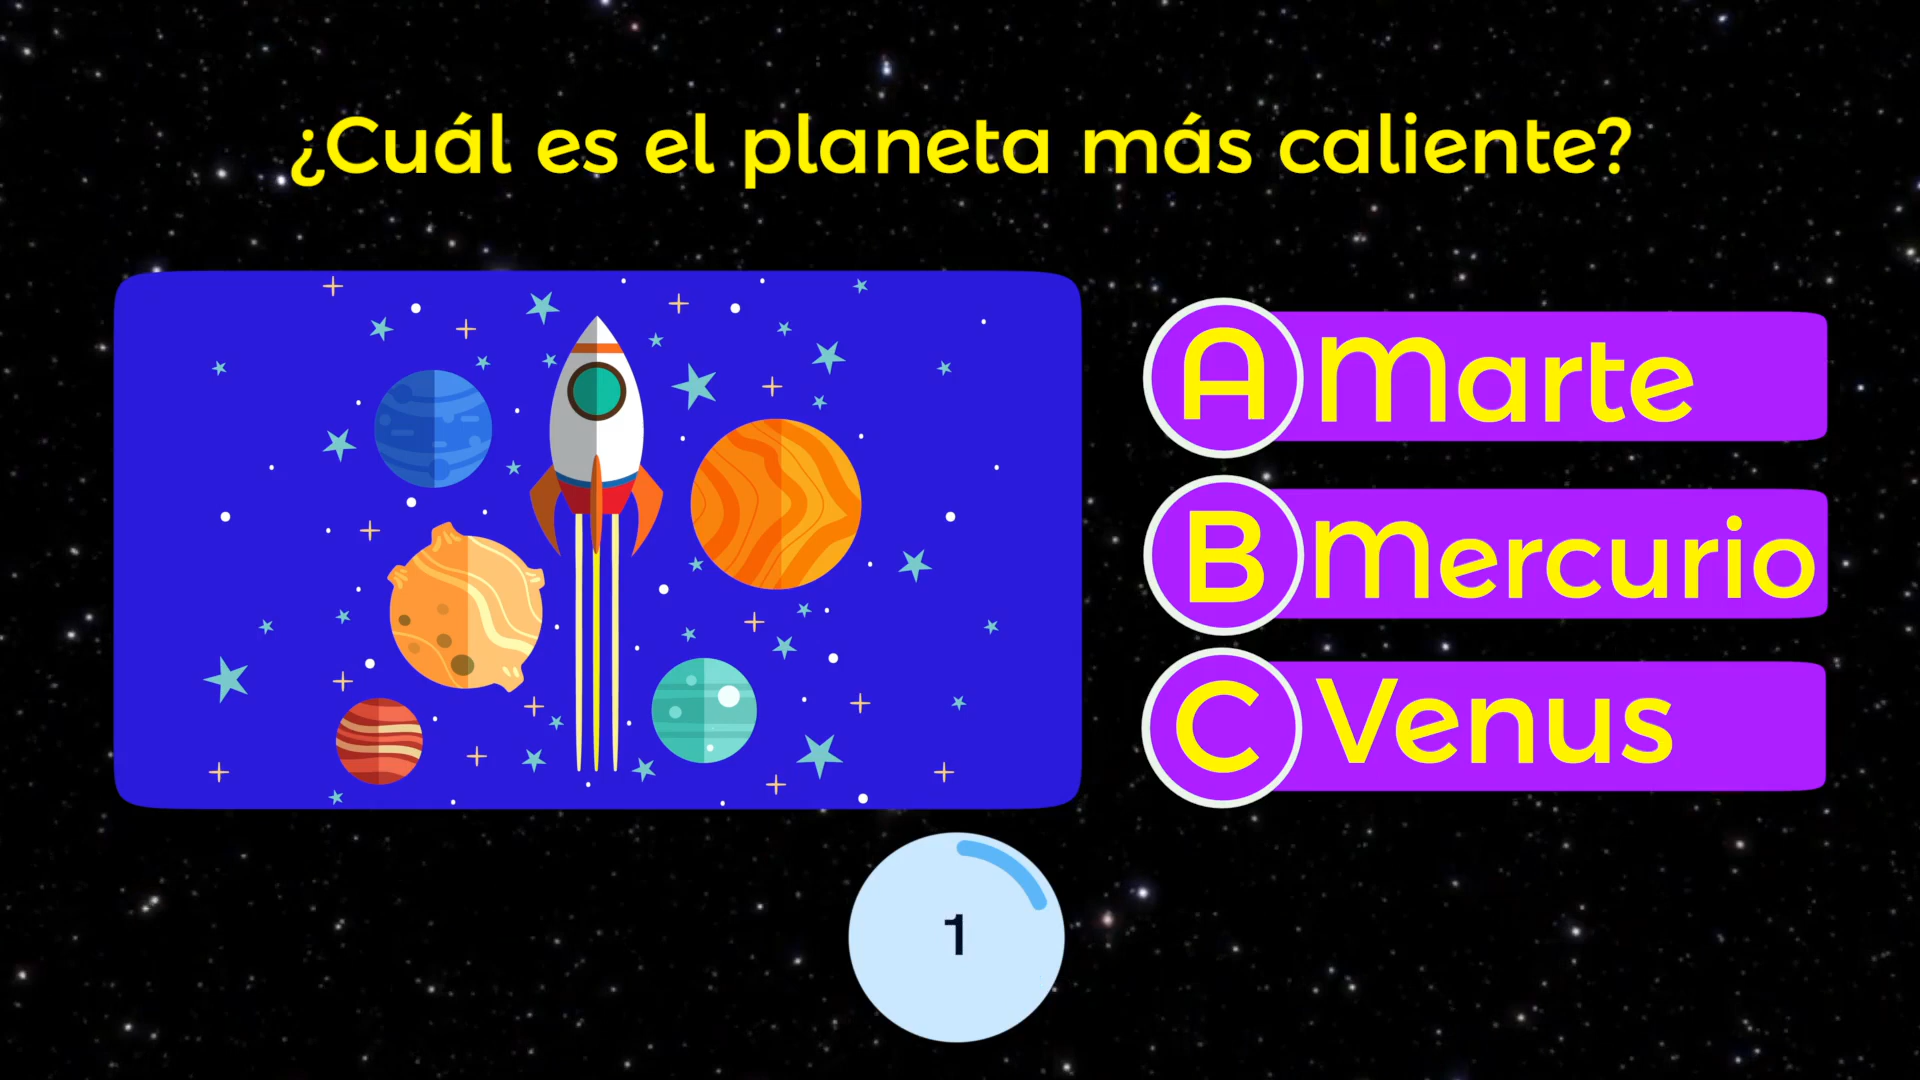 ¿Cuál es el planeta más caliente?
A Marte
B Mercurio
C Venus
1